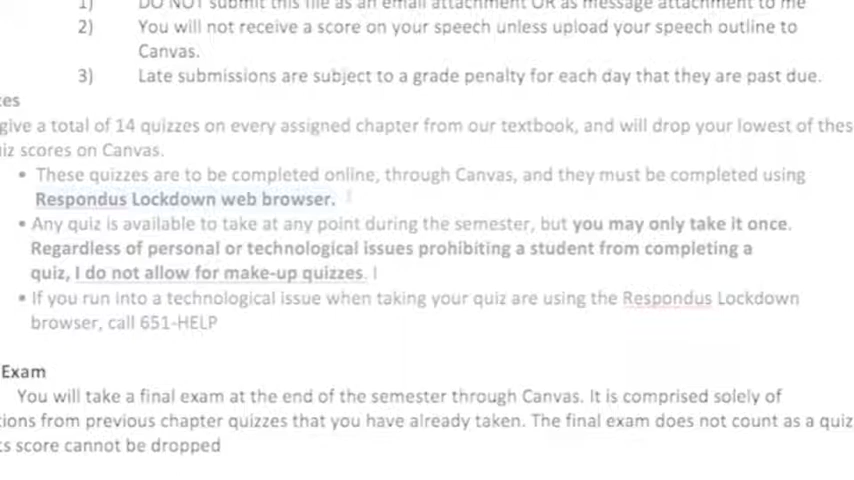 1) DO NOT submit this file as an email attachment OR as message attachment to me
2) You will not receive a score on your speech unless upload your speech outline to
Canvas.
3) Late submissions are subject to a grade penalty for each day that they are past due.
give a total of 14 quizzes on every assigned chapter from our textbook, and will drop your lowest of thes
iz scores on Canvas.
• These quizzes are to be completed online, through Canvas, and they must be completed using
Respondus Lockdown web browser.
• Any quiz is available to take at any point during the semester, but you may only take it once.
Regardless of personal or technological issues prohibiting a student from completing a
quiz, I do not allow for make-up quizzes.
• If you run into a technological issue when taking your quiz are using the Respondus Lockdown
browser, call 651-HELP
Exam
You will take a final exam at the end of the semester through Canvas. It is comprised solely of
tions from previous chapter quizzes that you have already taken. The final exam does not count as a quiz
ts score cannot be dropped